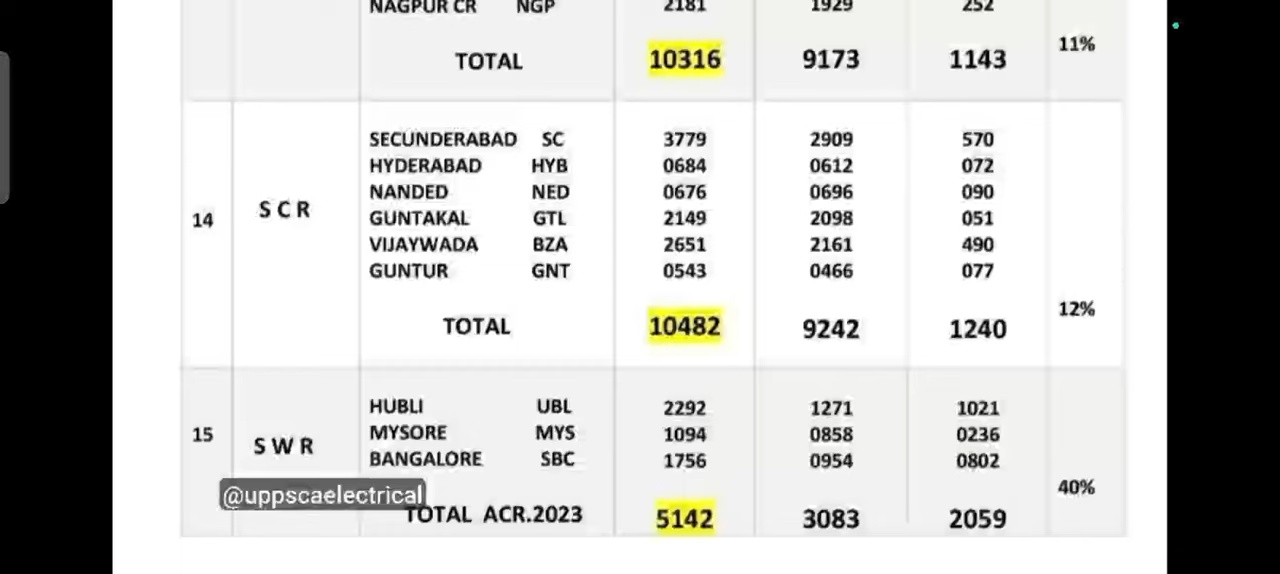 NAGPUR CR NGP 2181 1929 252
11%
TOTAL 10316 9173 1143
SECUNDERABAD SC 3779 2909 570
HYDERABAD HYB 0684 0612 072
NANDED NED 0676 0696 090
14 SCR GUNTAKAL GTL 2149 2098 051
VIJAYWADA BZA 2651 2161 490
GUNTUR GNT 0543 0466 077
12%
TOTAL 10482 9242 1240
HUBLI UBL 2292 1271 1021
15 SWR MYSORE MYS 1094 0858 0236
BANGALORE SBC 1756 0954 0802
40%
@uppscaelectrical
TOTAL ACR.2023 5142 3083 2059